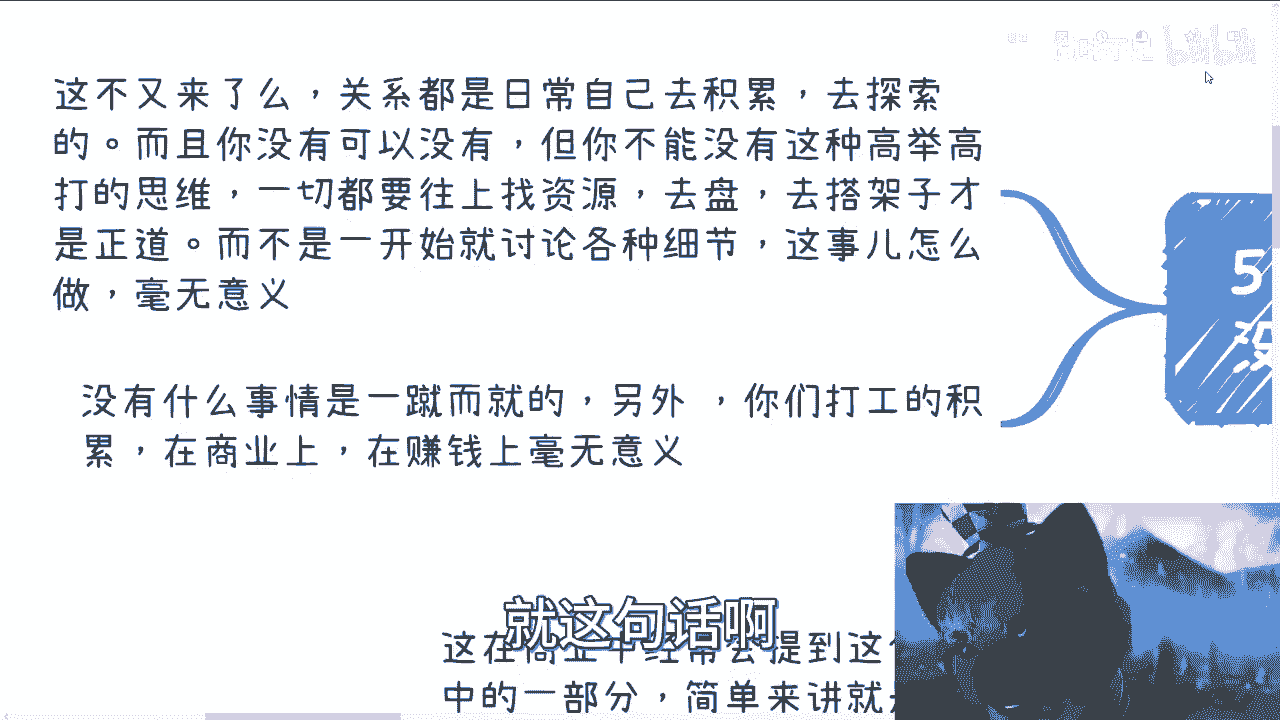 这不又来了么，关系都是日常自己去积累，去探索
的。而且你没有可以没有，但你不能没有这种高举高
打的思维，一切都要往上找资源，去盘，去搭架子才
是正道。而不是一开始就讨论各种细节，这事儿怎么
做，毫无意义
5
没有什么事情是一蹴而就的，另外 ，你们打工的积
累，在商业上，在赚钱上毫无意义
就这句话啊
这在商业中经常会提到这
中的一部分，简单来讲就
bilibili